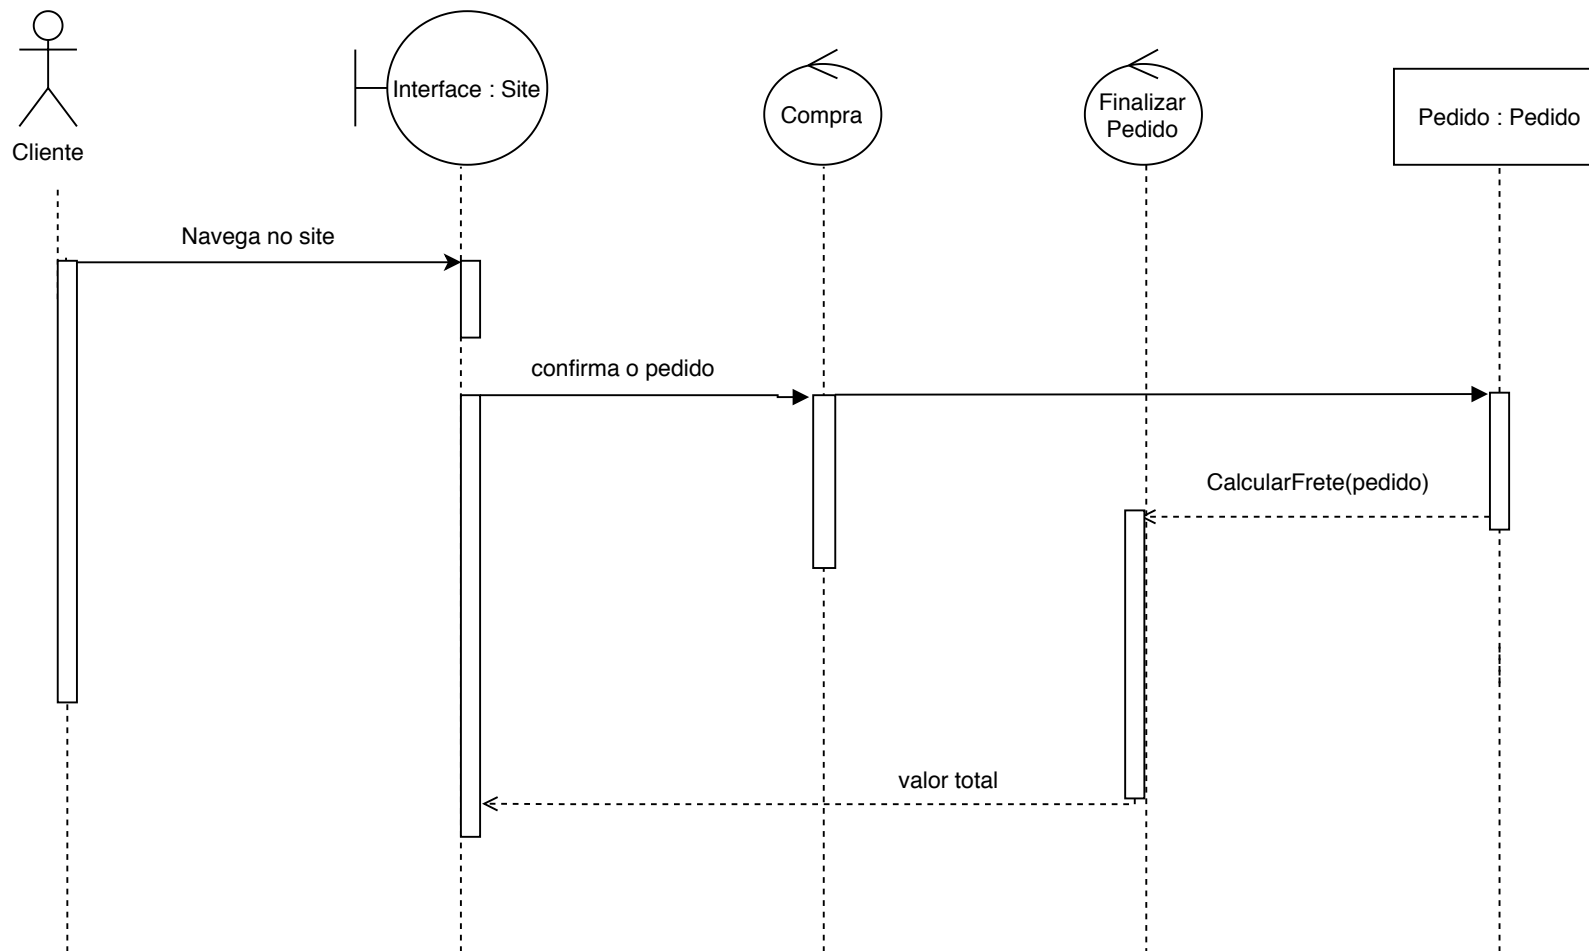 Cliente
Interface : Site
Compra
Finalizar
Pedido
Pedido : Pedido
Navega no site
confirma o pedido
CalcularFrete(pedido)
valor total